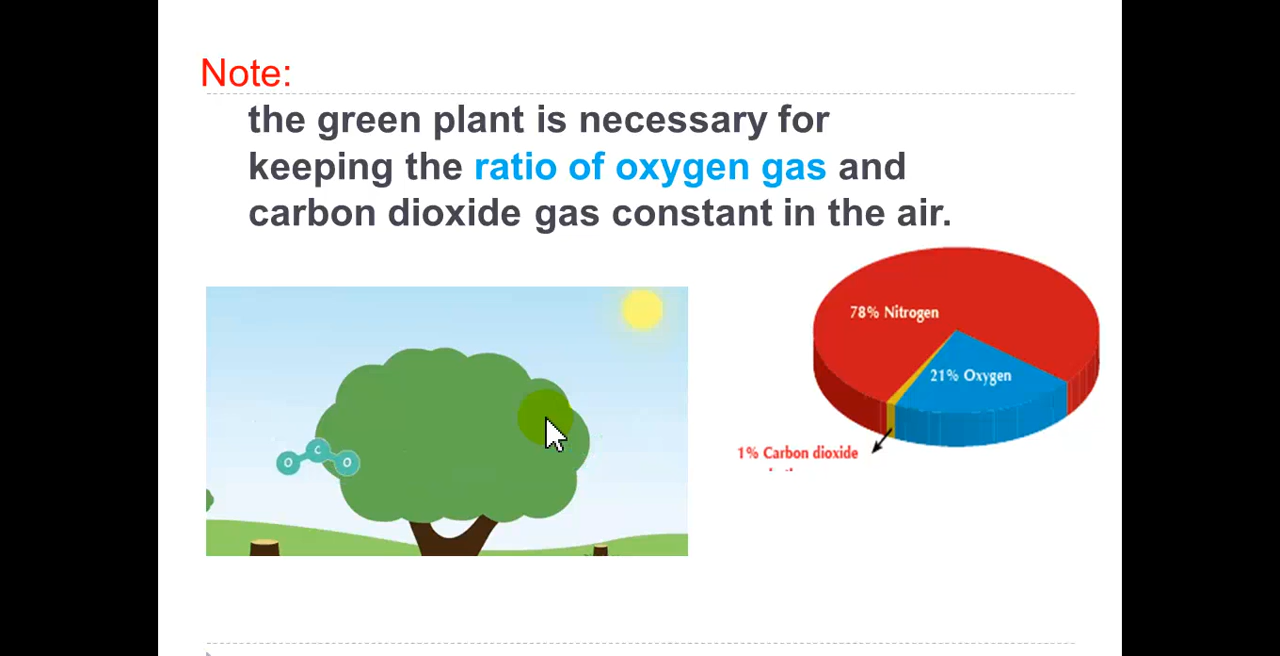 Note:
the green plant is necessary for
keeping the ratio of oxygen gas and
carbon dioxide gas constant in the air.
78% Nitrogen
21% Oxygen
1% Carbon dioxide
O C O